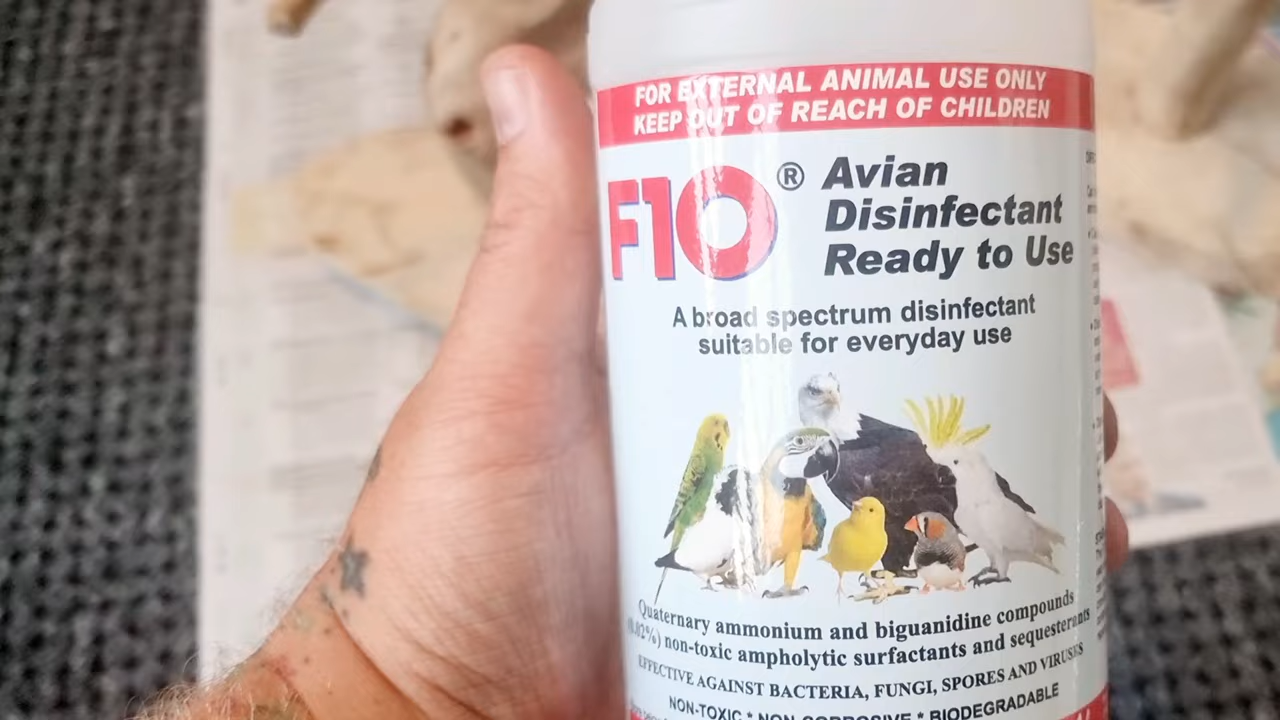 FOR EXTERNAL ANIMAL USE ONLY
KEEP OUT OF REACH OF CHILDREN
F10® Avian
Disinfectant
Ready to Use
A broad spectrum disinfectant
suitable for everyday use
Quaternary ammonium and biguanidine compounds
non-toxic ampholytic surfactants and sequesterants
EFFECTIVE AGAINST BACTERIA, FUNGI, SPORES AND VIRUSES
NON-TOXIC * NON-CORROSIVE * BIODEGRADABLE